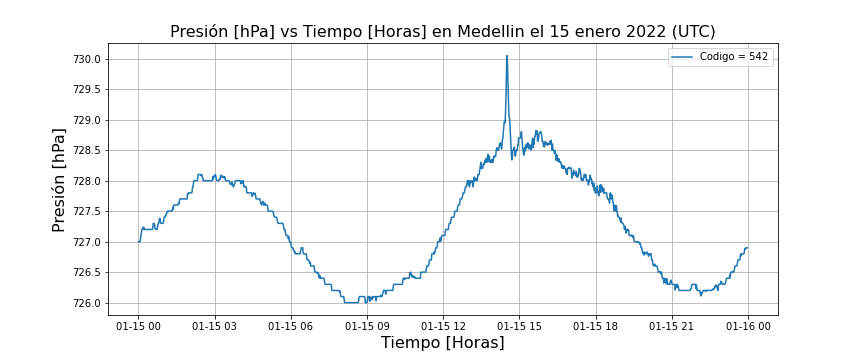 Presión [hPa] vs Tiempo [Horas] en Medellin el 15 enero 2022 (UTC)
Codigo = 542
Presión [hPa]
730.0
729.5
729.0
728.5
728.0
727.5
727.0
726.5
726.0
01-15 00 01-15 03 01-15 06 01-15 09 01-15 12 01-15 15 01-15 18 01-15 21 01-16 00
Tiempo [Horas]